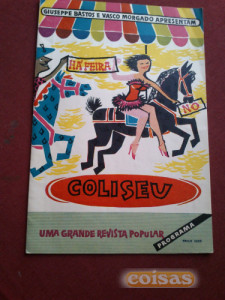 GIUSEPPE BASTOS E VASCO MORGADO APRESENTAM
HÁ FEIRA
NO
COLISEU
UMA GRANDE REVISTA POPULAR
PROGRAMA
coisas